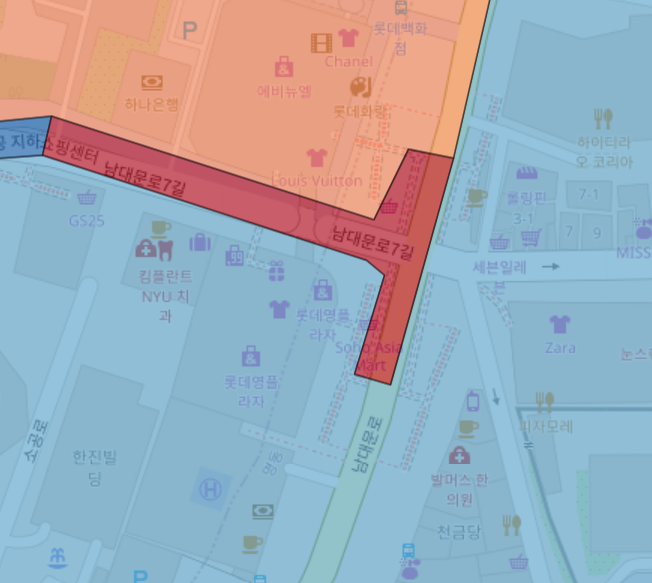 P
롯데백화
점
Chanel
하나은행
에비뉴엘
롯데화랑
하이디라
오 코리아
공 지하
쇼핑센터
남대문로7길
Louis Vuitton
롤링핀
7-1
3-1
7
9
GS25
남대문로7길
MISS
세븐일레
븐
킴플란트
NYU 치
과
롯데영플
라자
Soho Asia
Mart
Zara
눈스
롯데영플
라자
피자모레
소공로
남대문로
한진빌
딩
H
발머스 한
의원
천금당
P